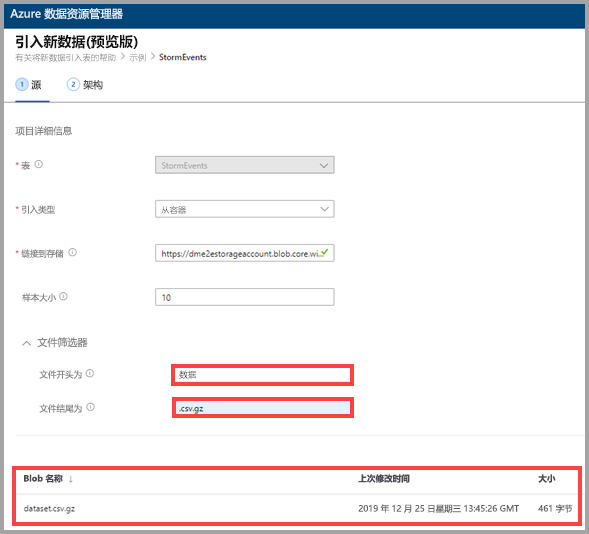 Azure 数据资源管理器
引入新数据(预览版)
有关将新数据引入表的帮助 > 示例 > StormEvents
1 源 2 架构
项目详细信息
* 表 StormEvents
* 引入类型 从容器
* 链接到存储 https://dme2estorageaccount.blob.core.wi...
样本大小 10
文件筛选器
文件开头为 数据
文件结尾为 .csv.gz
Blob 名称 ↓ 上次修改时间 大小
dataset.csv.gz 2019 年 12 月 25 日星期三 13:45:26 GMT 461 字节